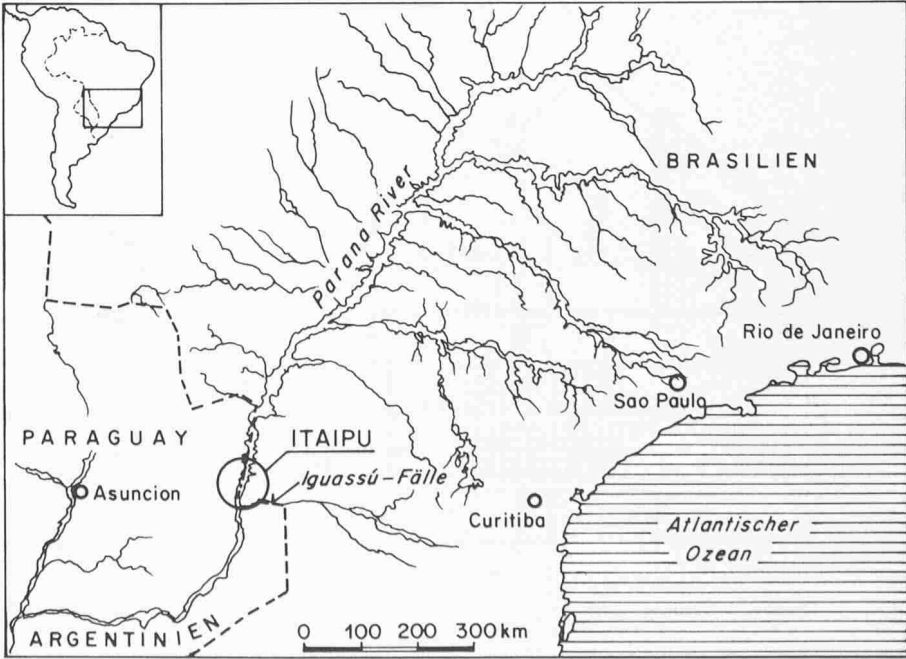 BRASILIEN
Parana River
Rio de Janeiro
Sao Paulo
PARAGUAY
ITAIPU
Iguassú-Fälle
Asuncion
Curitiba
Atlantischer
Ozean
ARGENTINIEN
0 100 200 300 km